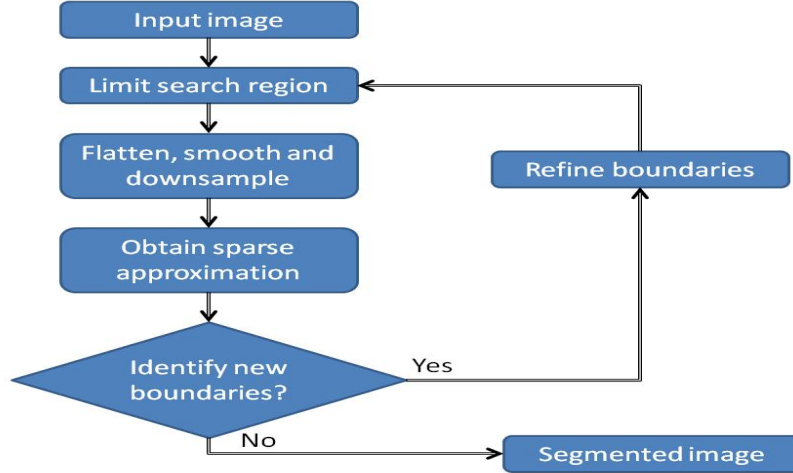 Input image
Limit search region
Flatten, smooth and
downsample
Refine boundaries
Obtain sparse
approximation
Identify new
boundaries?
Yes
No
Segmented image